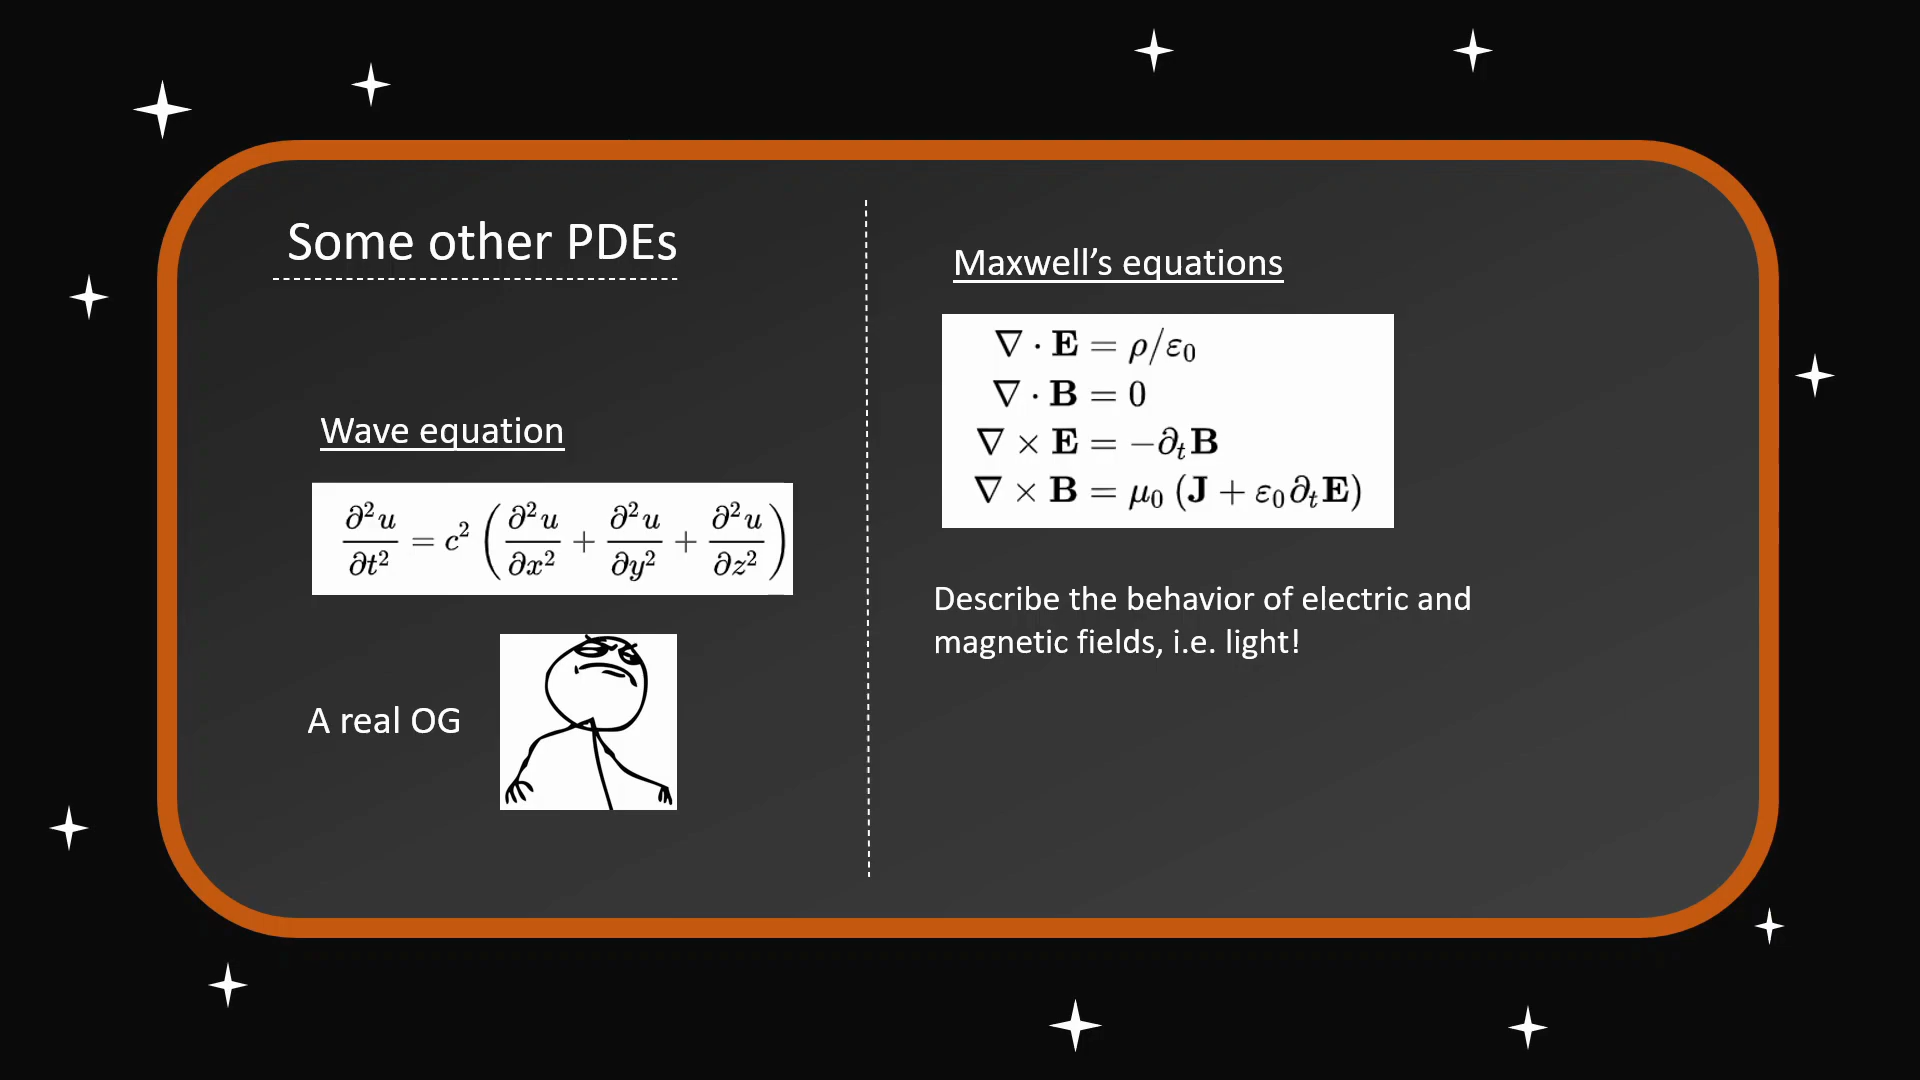 Some other PDEs
Wave equation
∂²u/∂t² = c² (∂²u/∂x² + ∂²u/∂y² + ∂²u/∂z²)
A real OG
Maxwell’s equations
∇ · E = ρ/ε₀
∇ · B = 0
∇ × E = −∂ₜB
∇ × B = μ₀ (J + ε₀∂ₜE)
Describe the behavior of electric and
magnetic fields, i.e. light!